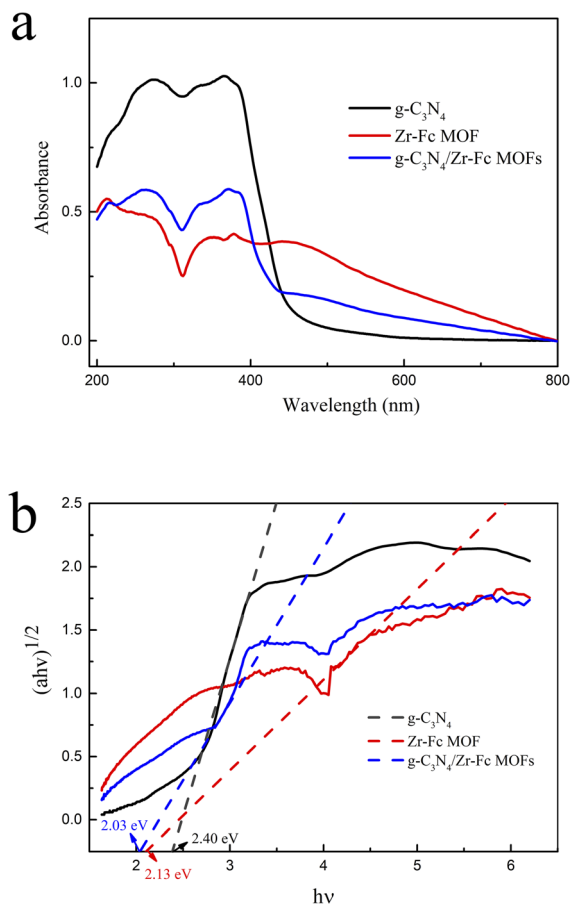 a
1.0
0.5
0.0
Absorbance
200
400
600
800
Wavelength (nm)
g-C₃N₄
Zr-Fc MOF
g-C₃N₄/Zr-Fc MOFs
b
2.5
2.0
1.5
1.0
0.5
0.0
(ahν)¹/²
2
3
4
5
6
hν
g-C₃N₄
Zr-Fc MOF
g-C₃N₄/Zr-Fc MOFs
2.03 eV
2.40 eV
2.13 eV